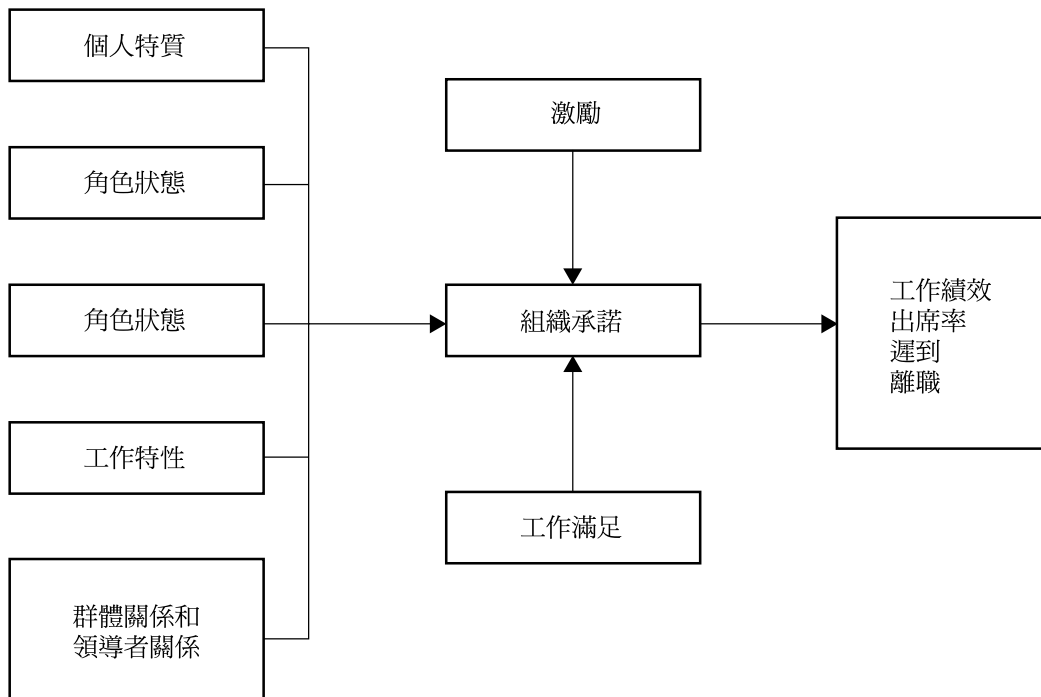 個人特質
角色狀態
角色狀態
工作特性
群體關係和
領導者關係
激勵
組織承諾
工作滿足
工作績效
出席率
遲到
離職